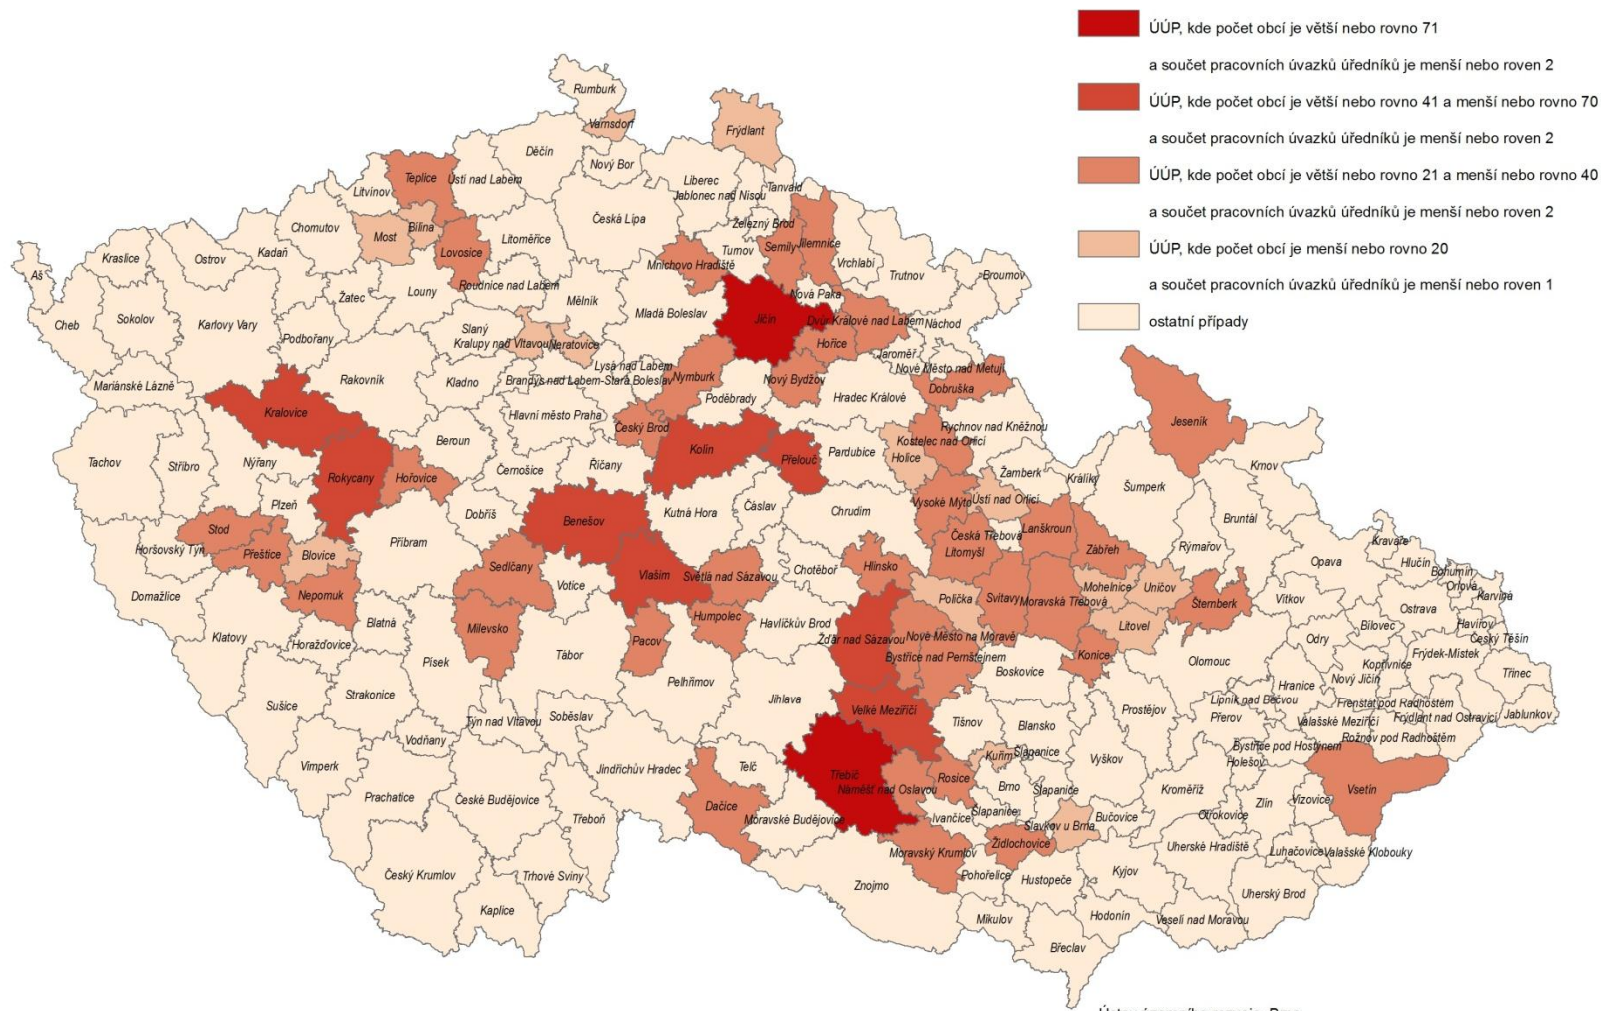 ÚÚP, kde počet obcí je větší nebo rovno 71
a součet pracovních úvazků úředníků je menší nebo roven 2
ÚÚP, kde počet obcí je větší nebo rovno 41 a menší nebo rovno 70
a součet pracovních úvazků úředníků je menší nebo roven 2
ÚÚP, kde počet obcí je větší nebo rovno 21 a menší nebo rovno 40
a součet pracovních úvazků úředníků je menší nebo roven 2
ÚÚP, kde počet obcí je menší nebo rovno 20
a součet pracovních úvazků úředníků je menší nebo roven 1
ostatní případy
Rumburk
Varnsdorf
Frýdlant
Děčín
Nový Bor
Teplice
Ústí nad Labem
Liberec
Jablonec nad Nisou
Tanvald
Litvínov
Česká Lípa
Železný Brod
Chomutov
Most
Bílina
Litoměřice
Lovosice
Turnov
Semily
Jilemnice
Vrchlabí
Trutnov
Broumov
Kadaň
Ostrov
Kraslice
Aš
Mnichovo Hradiště
Roudnice nad Labem
Louny
Žatec
Mělník
Nová Paka
Mladá Boleslav
Jičín
Dvůr Králové nad Labem
Náchod
Cheb
Sokolov
Karlovy Vary
Podbořany
Slaný
Kralupy nad Vltavou
Neratovice
Hořice
Jaroměř
Nové Město nad Metují
Lysá nad Labem
Brandýs nad Labem-Stará Boleslav
Nymburk
Nový Bydžov
Dobruška
Mariánské Lázně
Rakovník
Kladno
Poděbrady
Hradec Králové
Hlavní město Praha
Kralovice
Český Brod
Rychnov nad Kněžnou
Kostelec nad Orlicí
Jeseník
Beroun
Kolín
Přelouč
Pardubice
Holice
Tachov
Stříbro
Nýřany
Rokycany
Hořovice
Černošice
Říčany
Žamberk
Králíky
Šumperk
Krnov
Plzeň
Dobříš
Benešov
Kutná Hora
Čáslav
Chrudim
Vysoké Mýto
Ústí nad Orlicí
Bruntál
Stod
Příbram
Česká Třebová
Lanškroun
Litomyšl
Zábřeh
Rýmařov
Horšovský Týn
Přeštice
Blovice
Sedlčany
Vlašim
Světlá nad Sázavou
Chotěboř
Hlinsko
Opava
Kravaře
Hlučín
Bohumín
Orlová
Karviná
Domažlice
Nepomuk
Votice
Polička
Svitavy
Moravská Třebová
Mohelnice
Uničov
Šternberk
Vítkov
Ostrava
Havířov
Český Těšín
Klatovy
Blatná
Milevsko
Humpolec
Havlíčkův Brod
Litovel
Bílovec
Horažďovice
Pacov
Žďár nad Sázavou
Nové Město na Moravě
Bystřice nad Pernštejnem
Konice
Odry
Písek
Tábor
Olomouc
Kopřivnice
Frýdek-Místek
Třinec
Strakonice
Pelhřimov
Boskovice
Hranice
Nový Jičín
Sušice
Jihlava
Lipník nad Bečvou
Frenštát pod Radhoštěm
Týn nad Vltavou
Soběslav
Velké Meziříčí
Tišnov
Blansko
Prostějov
Přerov
Valašské Meziříčí
Frýdlant nad Ostravicí
Jablunkov
Vodňany
Rožnov pod Radhoštěm
Bystřice pod Hostýnem
Holešov
Vimperk
Jindřichův Hradec
Telč
Třebíč
Náměšť nad Oslavou
Rosice
Kuřim
Šlapanice
Vyškov
Brno
Šlapanice
Kroměříž
Vsetín
Prachatice
České Budějovice
Dačice
Moravské Budějovice
Ivančice
Šlapanice
Zlín
Vizovice
Třeboň
Slavkov u Brna
Bučovice
Otrokovice
Moravský Krumlov
Židlochovice
Uherské Hradiště
Luhačovice
Valašské Klobouky
Český Krumlov
Trhové Sviny
Znojmo
Pohořelice
Hustopeče
Kyjov
Uherský Brod
Kaplice
Mikulov
Hodonín
Veselí nad Moravou
Břeclav